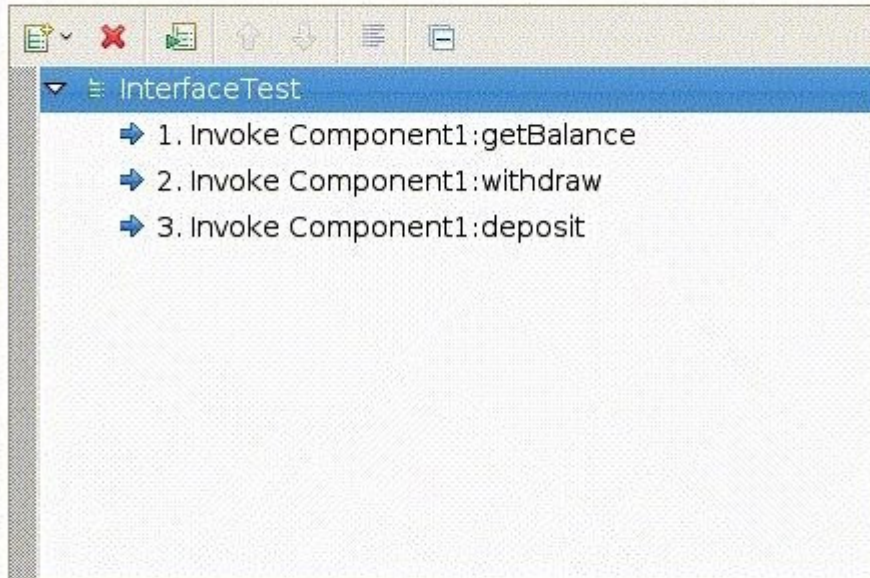 InterfaceTest
1. Invoke Component1:getBalance
2. Invoke Component1:withdraw
3. Invoke Component1:deposit